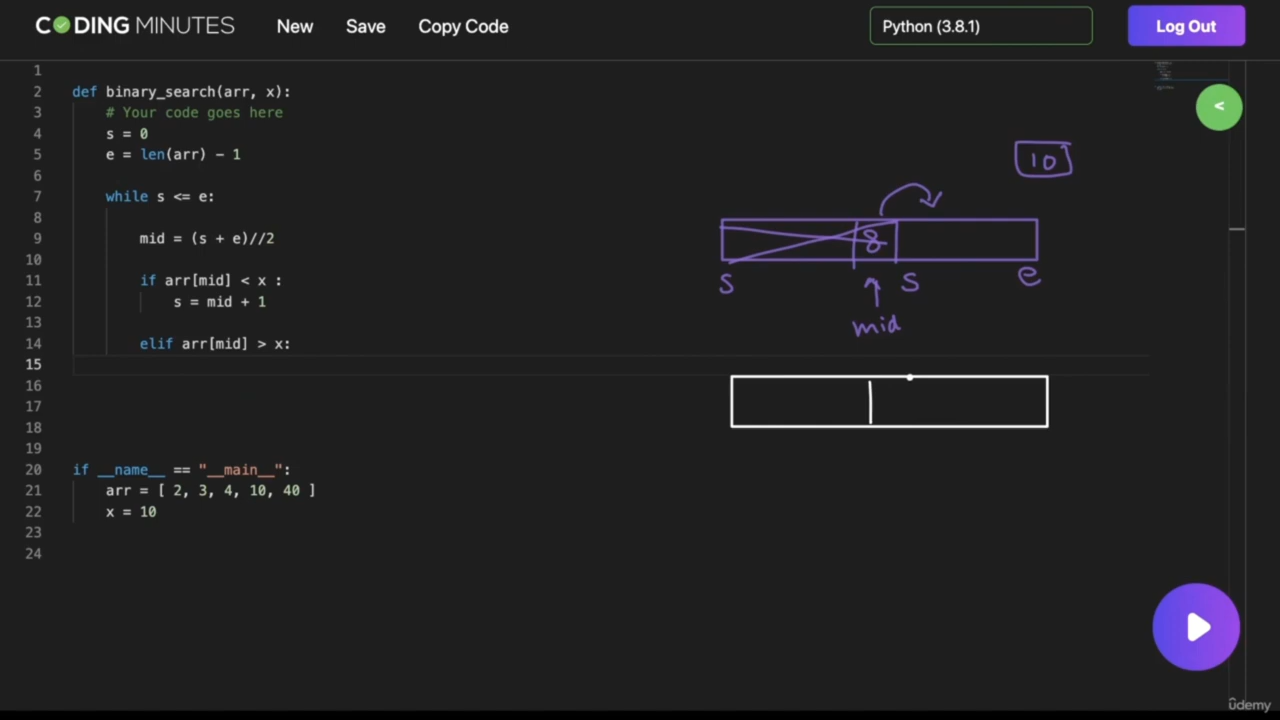 CODING MINUTES New Save Copy Code Python (3.8.1) Log Out
1
2 def binary_search(arr, x):
3 # Your code goes here
4 s = 0
5 e = len(arr) - 1
6
7 while s <= e:
8
9 mid = (s + e)//2
10
11 if arr[mid] < x :
12 s = mid + 1
13
14 elif arr[mid] > x:
15
16
17
18
19
20 if __name__ == "__main__":
21 arr = [ 2, 3, 4, 10, 40 ]
22 x = 10
23
24
<
10
8
s s e
mid
ûdemy